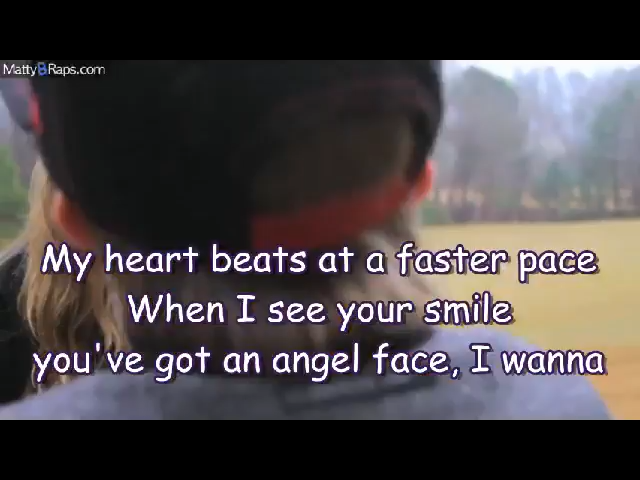 MattyBRaps.com
My heart beats at a faster pace
When I see your smile
you've got an angel face, I wanna